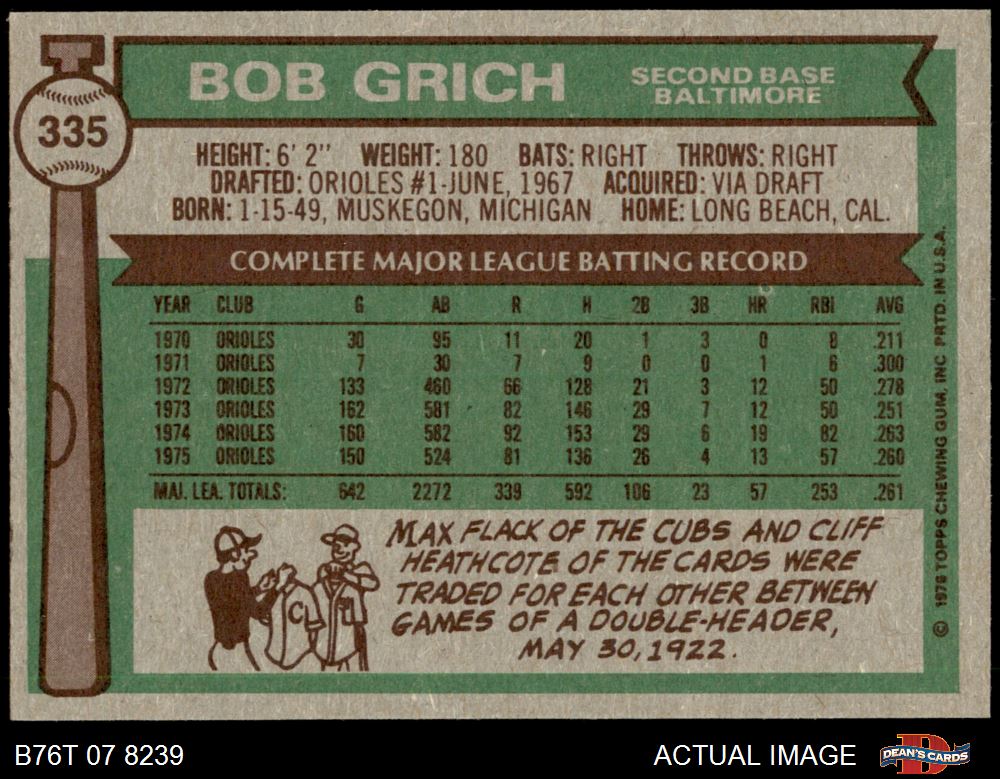 335
BOB GRICH SECOND BASE
BALTIMORE
HEIGHT: 6' 2" WEIGHT: 180 BATS: RIGHT THROWS: RIGHT
DRAFTED: ORIOLES #1-JUNE, 1967 ACQUIRED: VIA DRAFT
BORN: 1-15-49, MUSKEGON, MICHIGAN HOME: LONG BEACH, CAL.
COMPLETE MAJOR LEAGUE BATTING RECORD
YEAR CLUB G AB R H 2B 3B HR RBI AVG
1970 ORIOLES 30 95 11 20 1 3 0 8 .211
1971 ORIOLES 7 30 7 9 0 0 1 6 .300
1972 ORIOLES 133 460 66 128 21 3 12 50 .278
1973 ORIOLES 162 581 82 146 29 7 12 50 .251
1974 ORIOLES 160 582 92 153 29 6 19 82 .263
1975 ORIOLES 150 524 81 136 26 4 13 57 .260
MAJ. LEA. TOTALS: 642 2272 339 592 106 23 57 253 .261
C
MAX FLACK OF THE CUBS AND CLIFF
HEATHCOTE OF THE CARDS WERE
TRADED FOR EACH OTHER BETWEEN
GAMES OF A DOUBLE-HEADER,
MAY 30, 1922.
© 1976 TOPPS CHEWING GUM, INC. PRTD. IN U.S.A.
B76T 07 8239 ACTUAL IMAGE DEAN'S CARDS